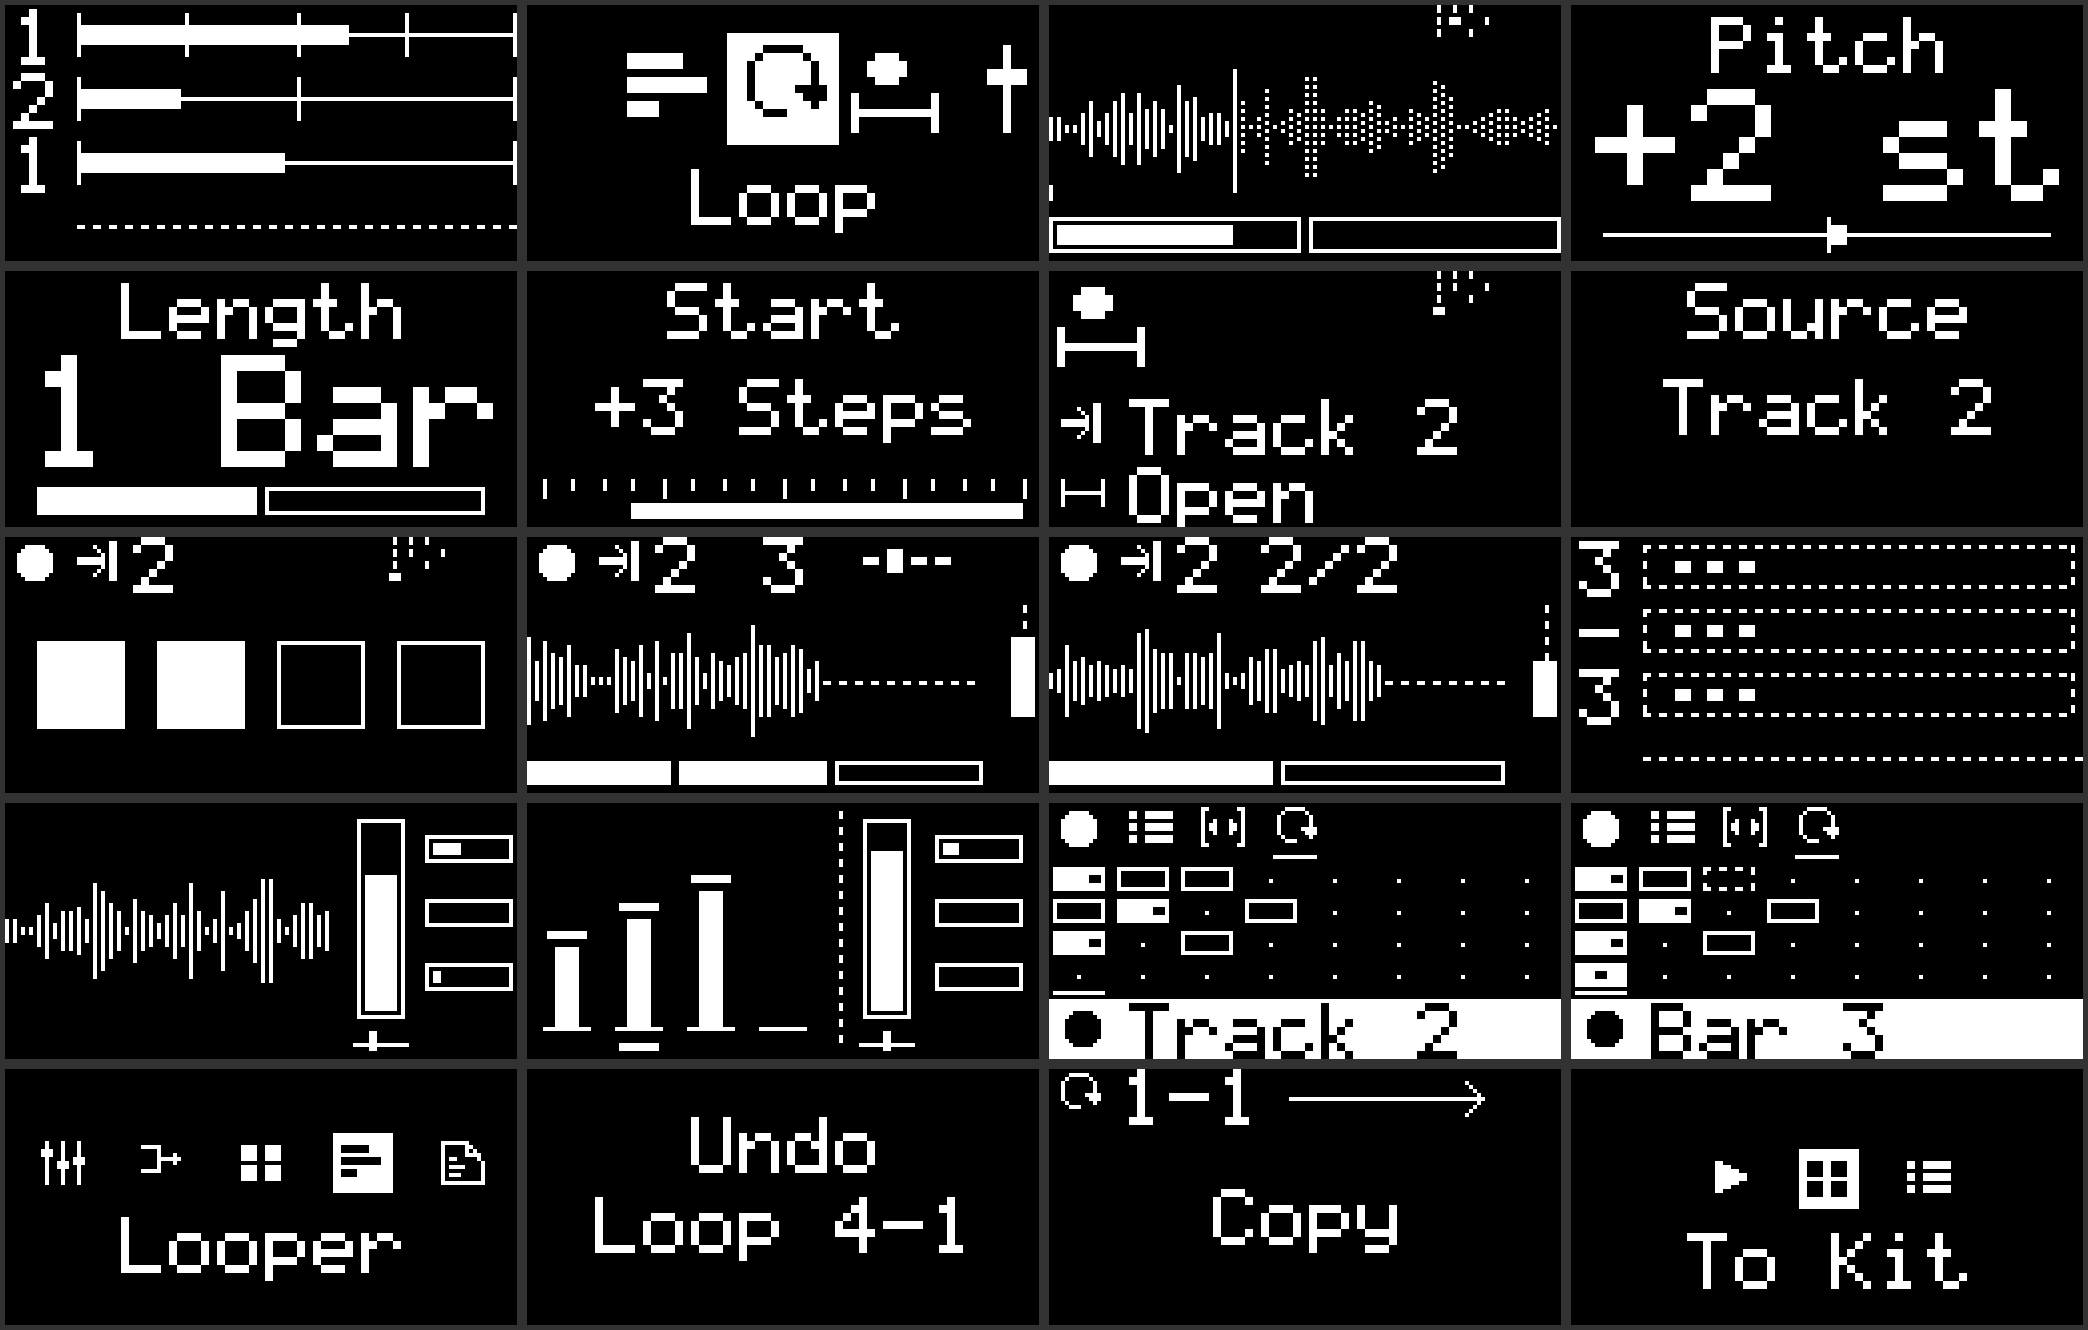 1
2
1
Loop
Pitch
+2 st
Length
1 Bar
Start
+3 Steps
Track 2
Open
Source
Track 2
2
2 3
2 2/2
3
3
Track 2
Bar 3
Looper
Undo
Loop 4-1
1-1
Copy
To Kit